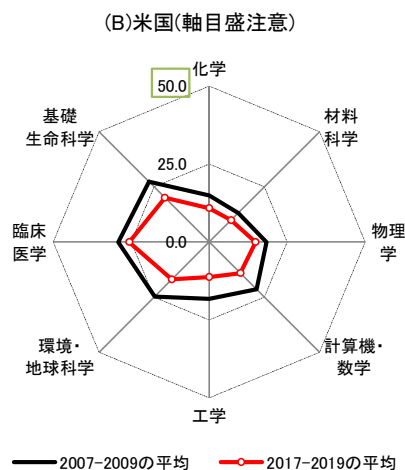 (B)米国(軸目盛注意)
50.0
化学
基礎
生命科学
材料
科学
25.0
臨床
医学
0.0
物理
学
環境・
地球科学
計算機・
数学
工学
2007-2009の平均
2017-2019の平均